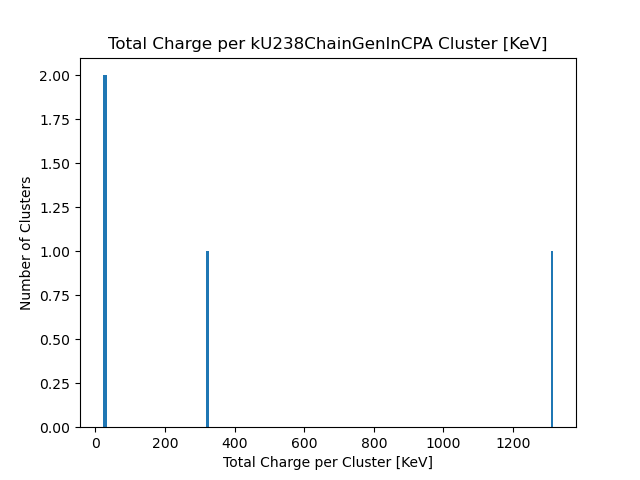 Total Charge per kU238ChainGenInCPA Cluster [KeV]
2.00
1.75
1.50
1.25
1.00
0.75
0.50
0.25
0.00
Number of Clusters
0 200 400 600 800 1000 1200
Total Charge per Cluster [KeV]